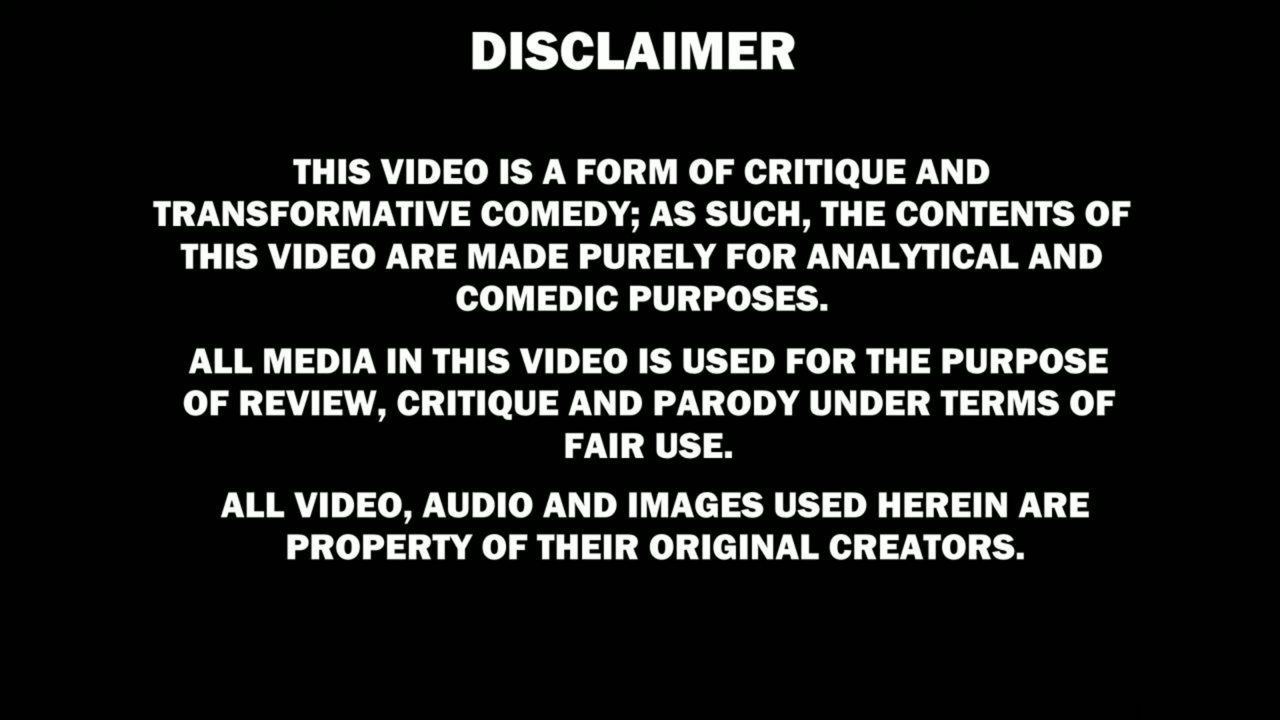 DISCLAIMER
THIS VIDEO IS A FORM OF CRITIQUE AND
TRANSFORMATIVE COMEDY; AS SUCH, THE CONTENTS OF
THIS VIDEO ARE MADE PURELY FOR ANALYTICAL AND
COMEDIC PURPOSES.
ALL MEDIA IN THIS VIDEO IS USED FOR THE PURPOSE
OF REVIEW, CRITIQUE AND PARODY UNDER TERMS OF
FAIR USE.
ALL VIDEO, AUDIO AND IMAGES USED HEREIN ARE
PROPERTY OF THEIR ORIGINAL CREATORS.